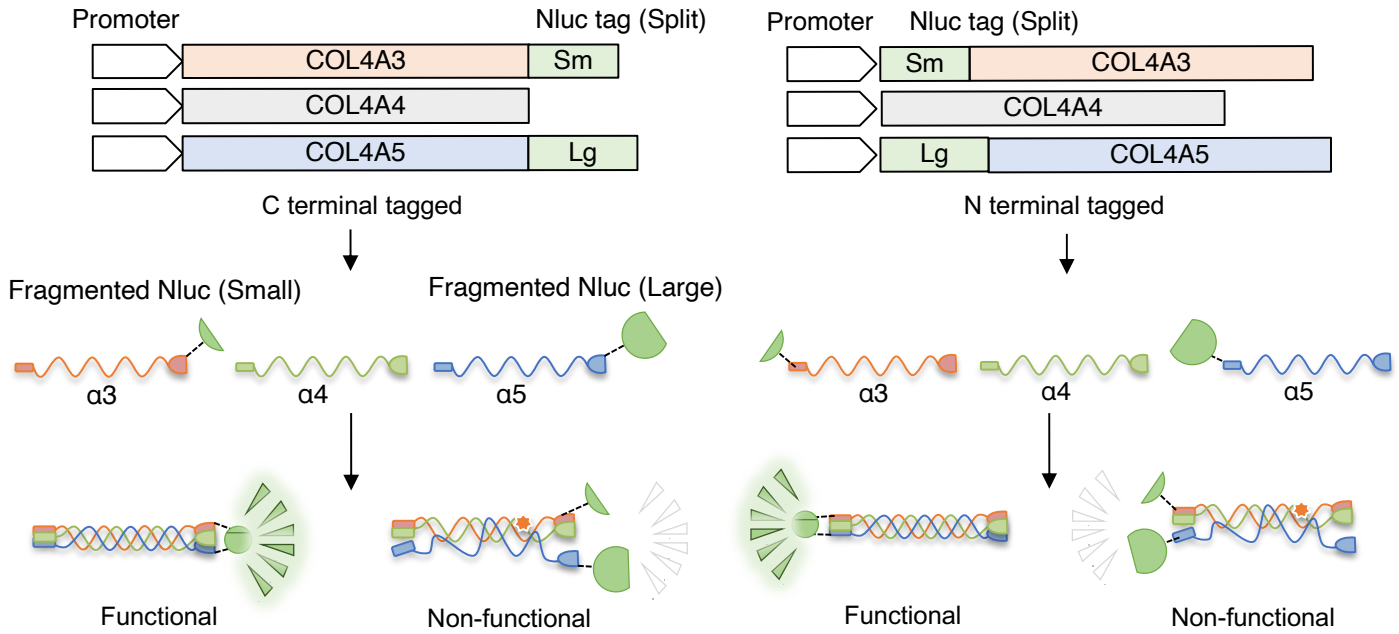 Promoter
Nluc tag (Split)
COL4A3
Sm
COL4A4
COL4A5
Lg
C terminal tagged
Fragmented Nluc (Small)
Fragmented Nluc (Large)
α3
α4
α5
Functional
Non-functional
Promoter
Nluc tag (Split)
Sm
COL4A3
COL4A4
Lg
COL4A5
N terminal tagged
α3
α4
α5
Functional
Non-functional